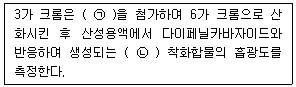 3가 크롬은 ( ㉠ )을 첨가하며 6가 크롬으로 산
화시킨 후 산성용액에서 다이페닐카바자이드와
반응하며 생성되는 ( ㉡ ) 착화합물의 흡광도를
측정한다.